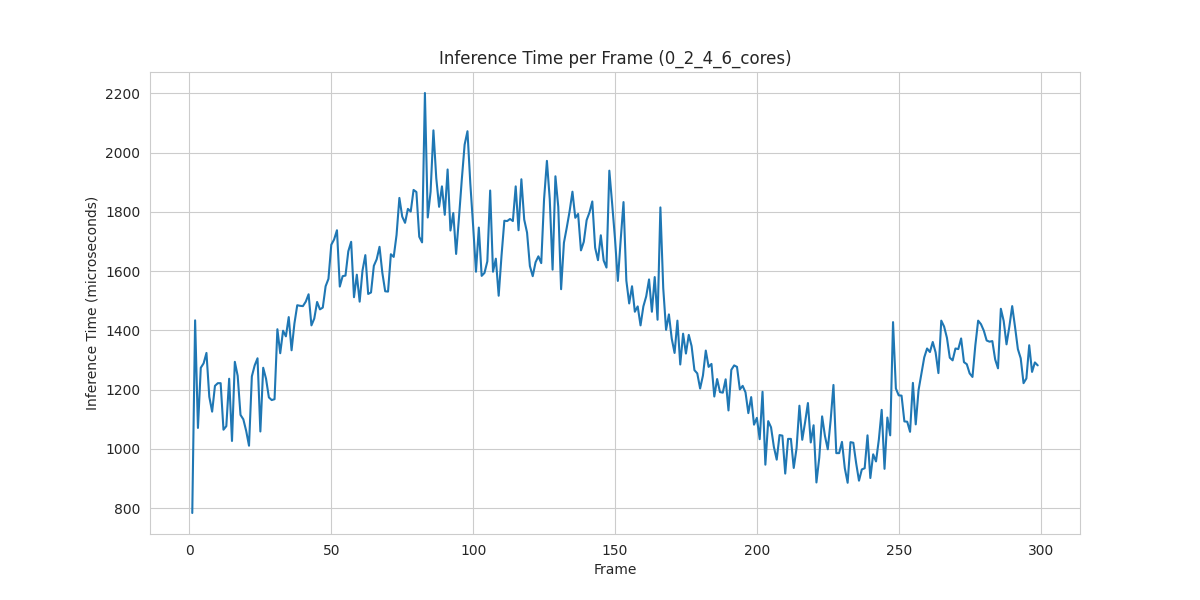 Inference Time per Frame (0_2_4_6_cores)
2200
2000
1800
1600
1400
1200
1000
800
Inference Time (microseconds)
0 50 100 150 200 250 300
Frame